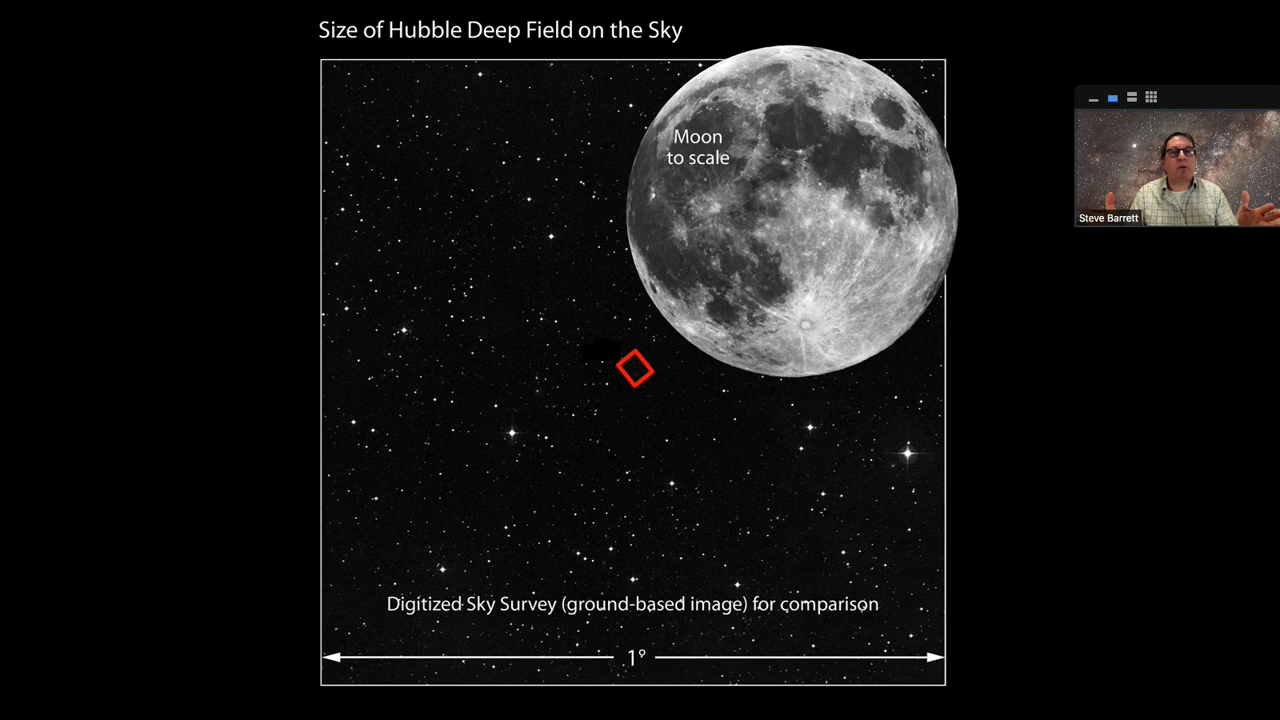 Size of Hubble Deep Field on the Sky
Moon
to scale
Steve Barrett
Digitized Sky Survey (ground-based image) for comparison
1°